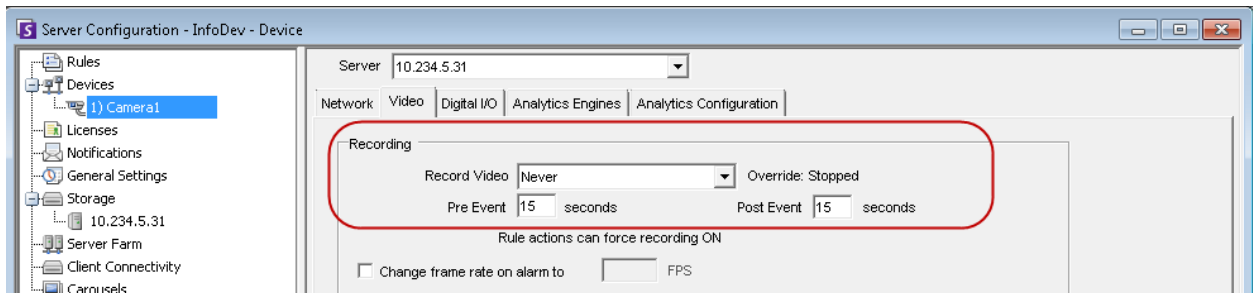 Server Configuration - InfoDev - Device
Rules
Devices
1) Camera1
Licenses
Notifications
General Settings
Storage
10.234.5.31
Server Farm
Client Connectivity
Carousels
Server 10.234.5.31
Network Video Digital I/O Analytics Engines Analytics Configuration
Recording
Record Video Never Override: Stopped
Pre Event 15 seconds Post Event 15 seconds
Rule actions can force recording ON
Change frame rate on alarm to FPS